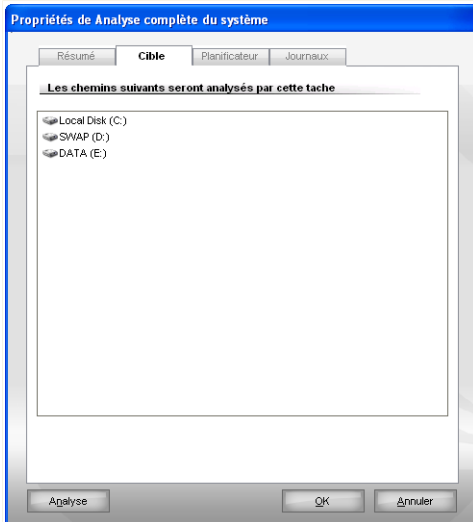 Propriétés de Analyse complète du système
Résumé Cible Planificateur Journaux
Les chemins suivants seront analysés par cette tache
Local Disk (C:)
SWAP (D:)
DATA (E:)
Analyse OK Annuler